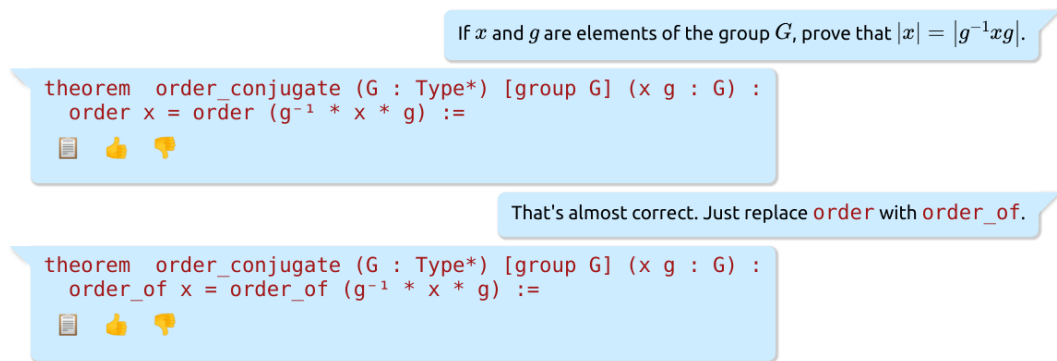 If x and g are elements of the group G, prove that |x| = |g⁻¹xg|.
theorem  order_conjugate (G : Type*) [group G] (x g : G) :
  order x = order (g⁻¹ * x * g) :=
That's almost correct. Just replace order with order_of.
theorem  order_conjugate (G : Type*) [group G] (x g : G) :
  order_of x = order_of (g⁻¹ * x * g) :=